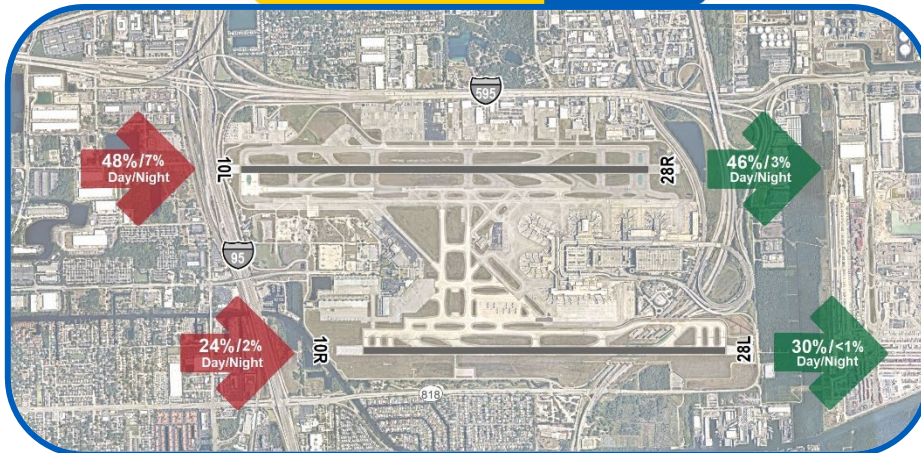 595
48%/7%
Day/Night
10L
28R
46%/3%
Day/Night
95
24%/2%
Day/Night
10R
28L
30%/<1%
Day/Night
818